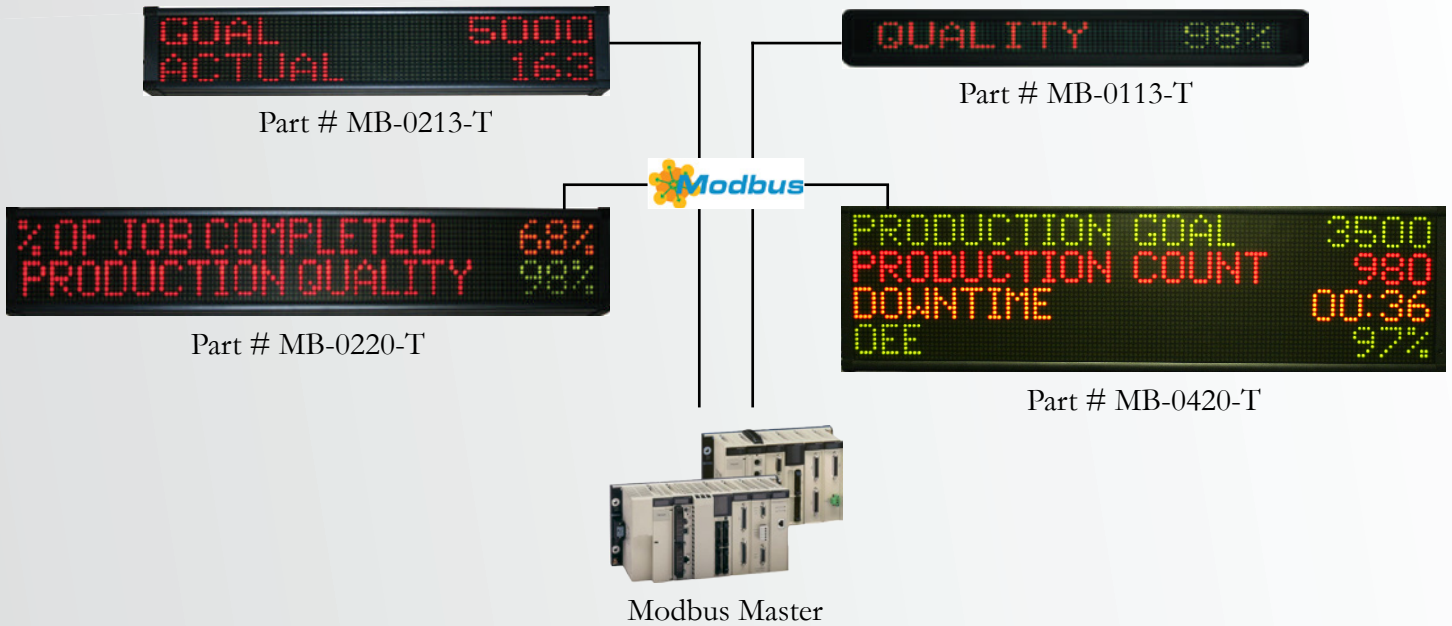 GOAL 5000
ACTUAL 163
Part # MB-0213-T
QUALITY 98%
Part # MB-0113-T
Modbus
% OF JOB COMPLETED 68%
PRODUCTION QUALITY 98%
Part # MB-0220-T
PRODUCTION GOAL 3500
PRODUCTION COUNT 980
DOWNTIME 00:36
OEE 97%
Part # MB-0420-T
Modbus Master